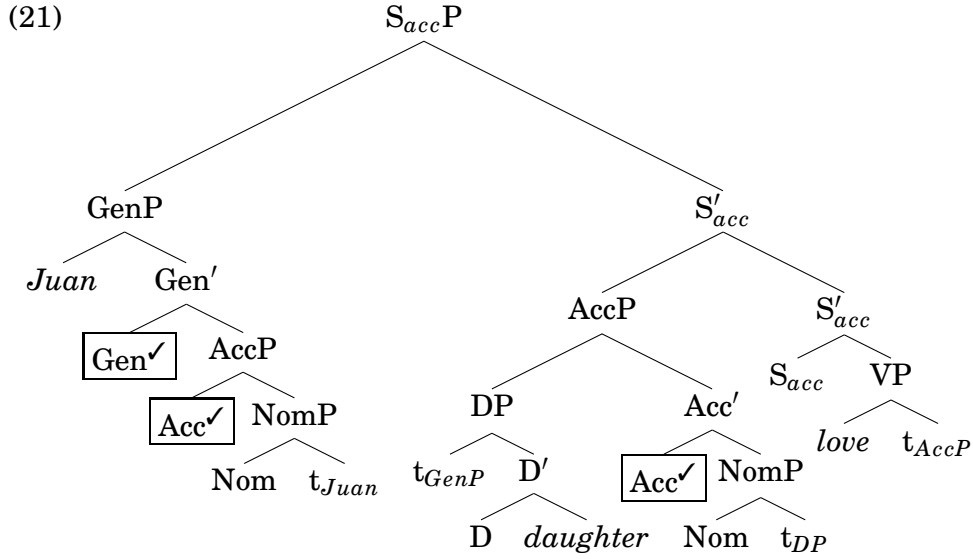 (21) S_accP
GenP S′_acc
Juan Gen′ AccP S′_acc
Gen✓ AccP DP Acc′ S_acc VP
Acc✓ NomP t_GenP D′ Acc✓ NomP love t_AccP
Nom t_Juan D daughter Nom t_DP